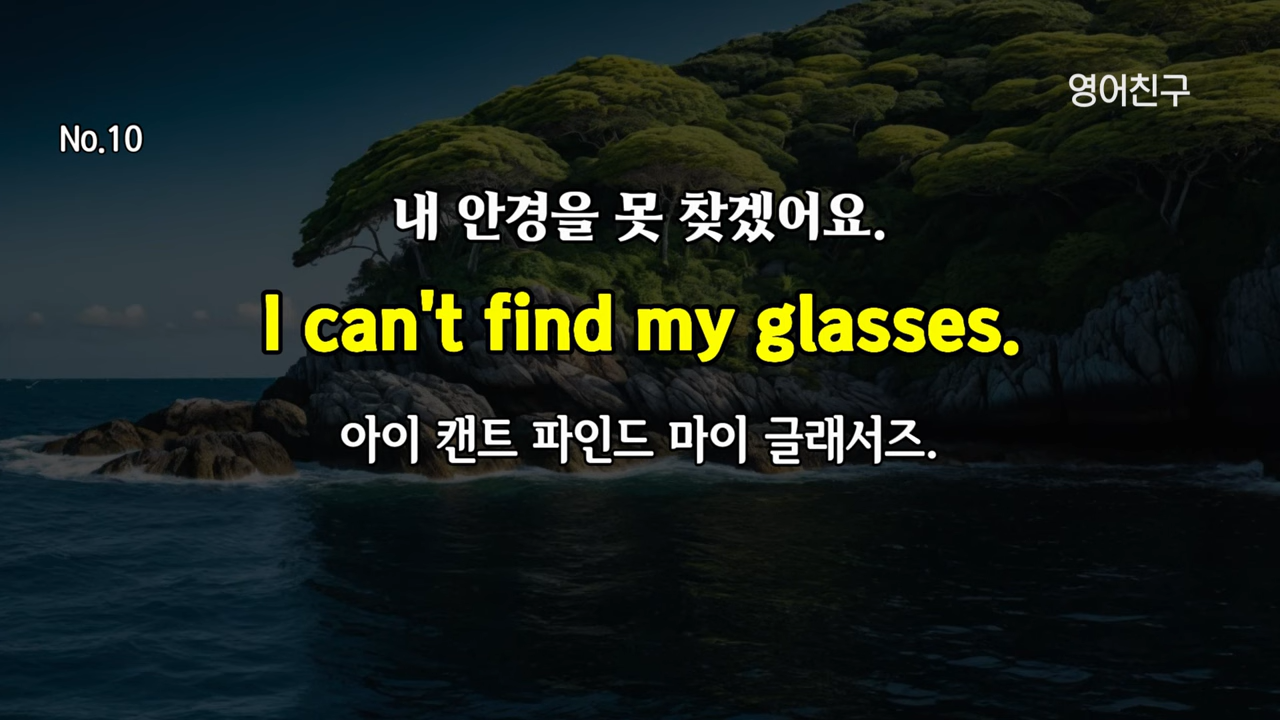 영어친구
No.10
내 안경을 못 찾겠어요.
I can't find my glasses.
아이 캔트 파인드 마이 글래서즈.